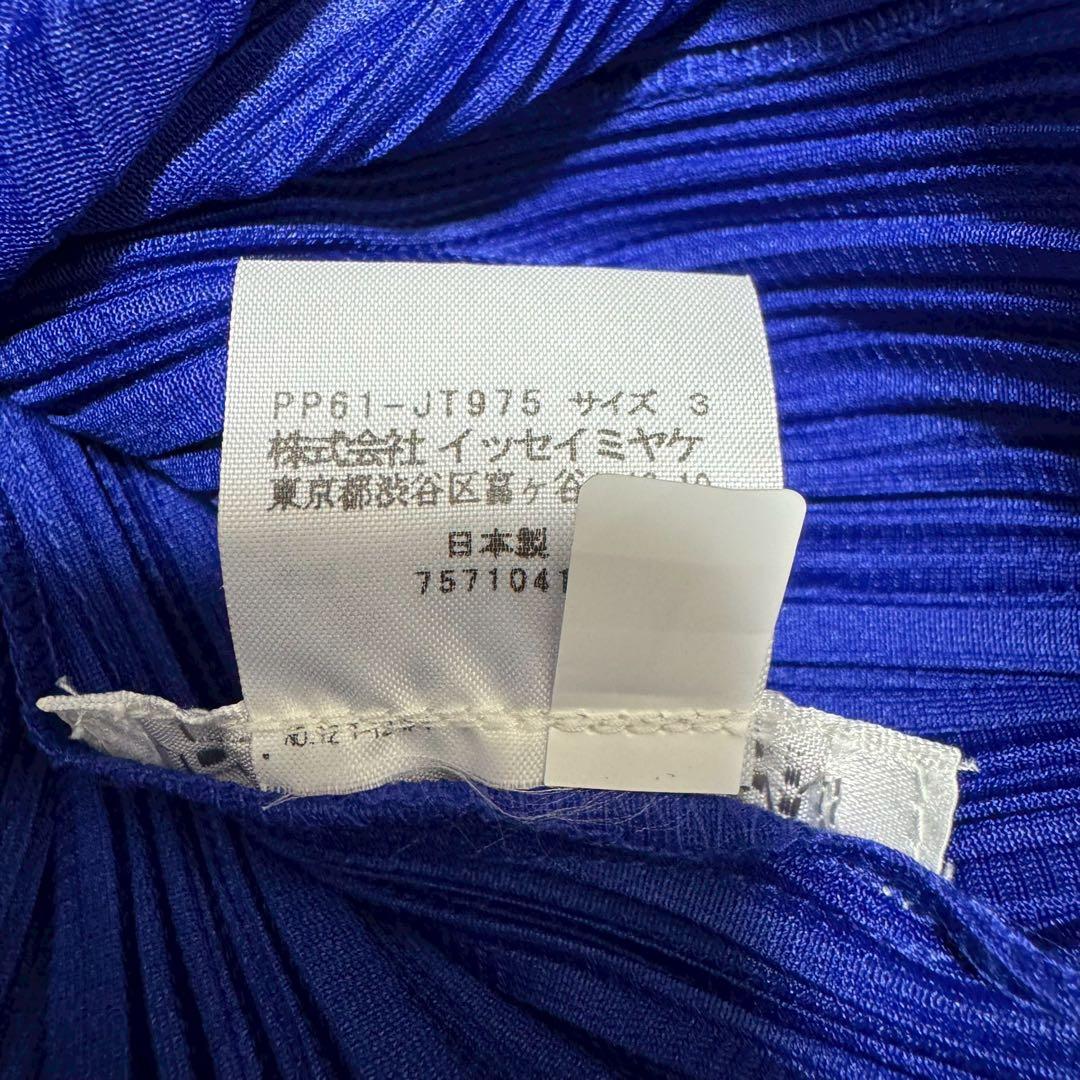 PP61-JT975 サイズ 3
株式会社 イッセイミヤケ
東京都渋谷区富ヶ谷
日本製
7571041